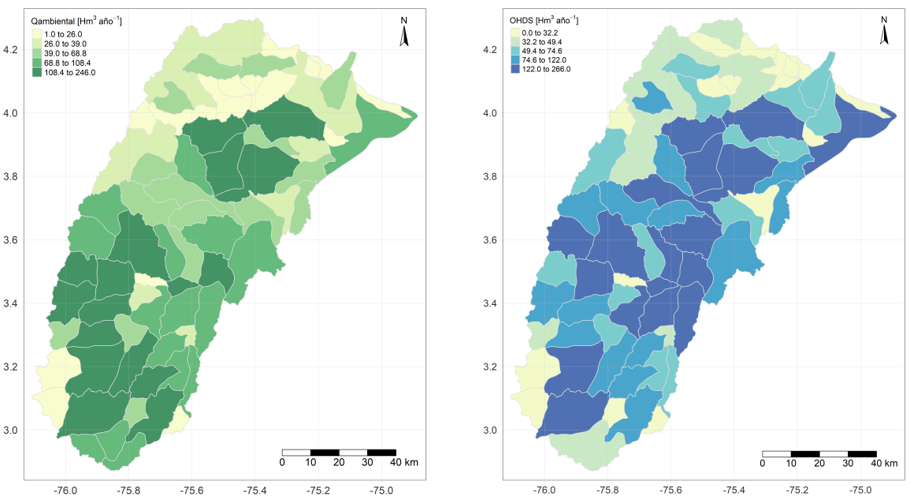 Qambiental [Hm³ año⁻¹]
1.0 to 26.0
26.0 to 39.0
39.0 to 68.8
68.8 to 108.4
108.4 to 246.0
N
4.2
4.0
3.8
3.6
3.4
3.2
3.0
0 10 20 30 40 km
-76.0 -75.8 -75.6 -75.4 -75.2 -75.0
OHDS [Hm³ año⁻¹]
0.0 to 32.2
32.2 to 49.4
49.4 to 74.6
74.6 to 122.0
122.0 to 266.0
N
4.2
4.0
3.8
3.6
3.4
3.2
3.0
0 10 20 30 40 km
-76.0 -75.8 -75.6 -75.4 -75.2 -75.0